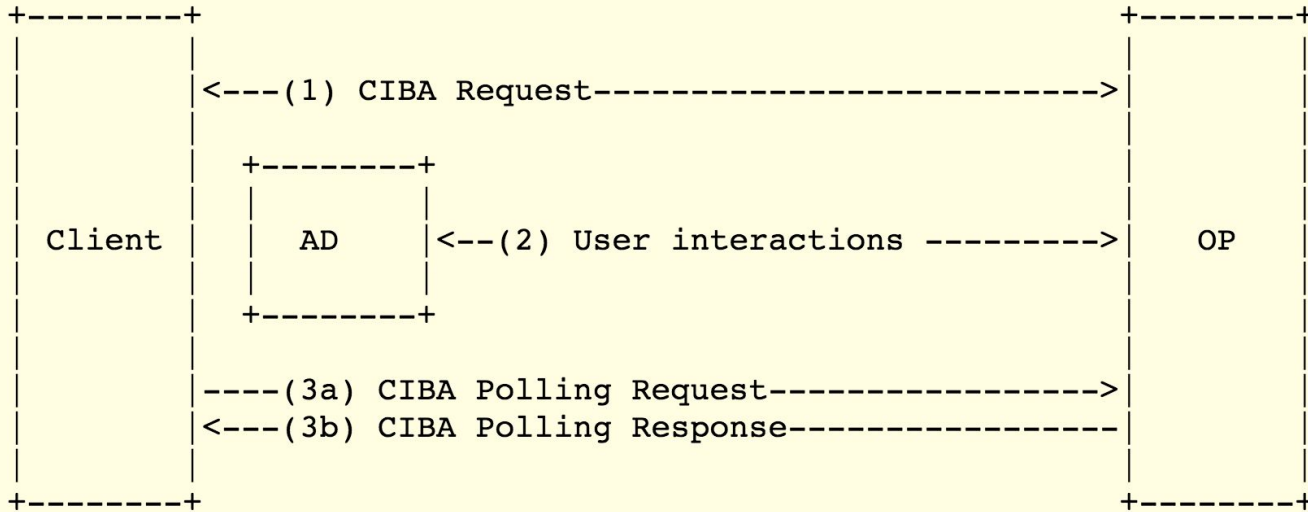 (1) CIBA Request
Client AD (2) User interactions OP
(3a) CIBA Polling Request
(3b) CIBA Polling Response